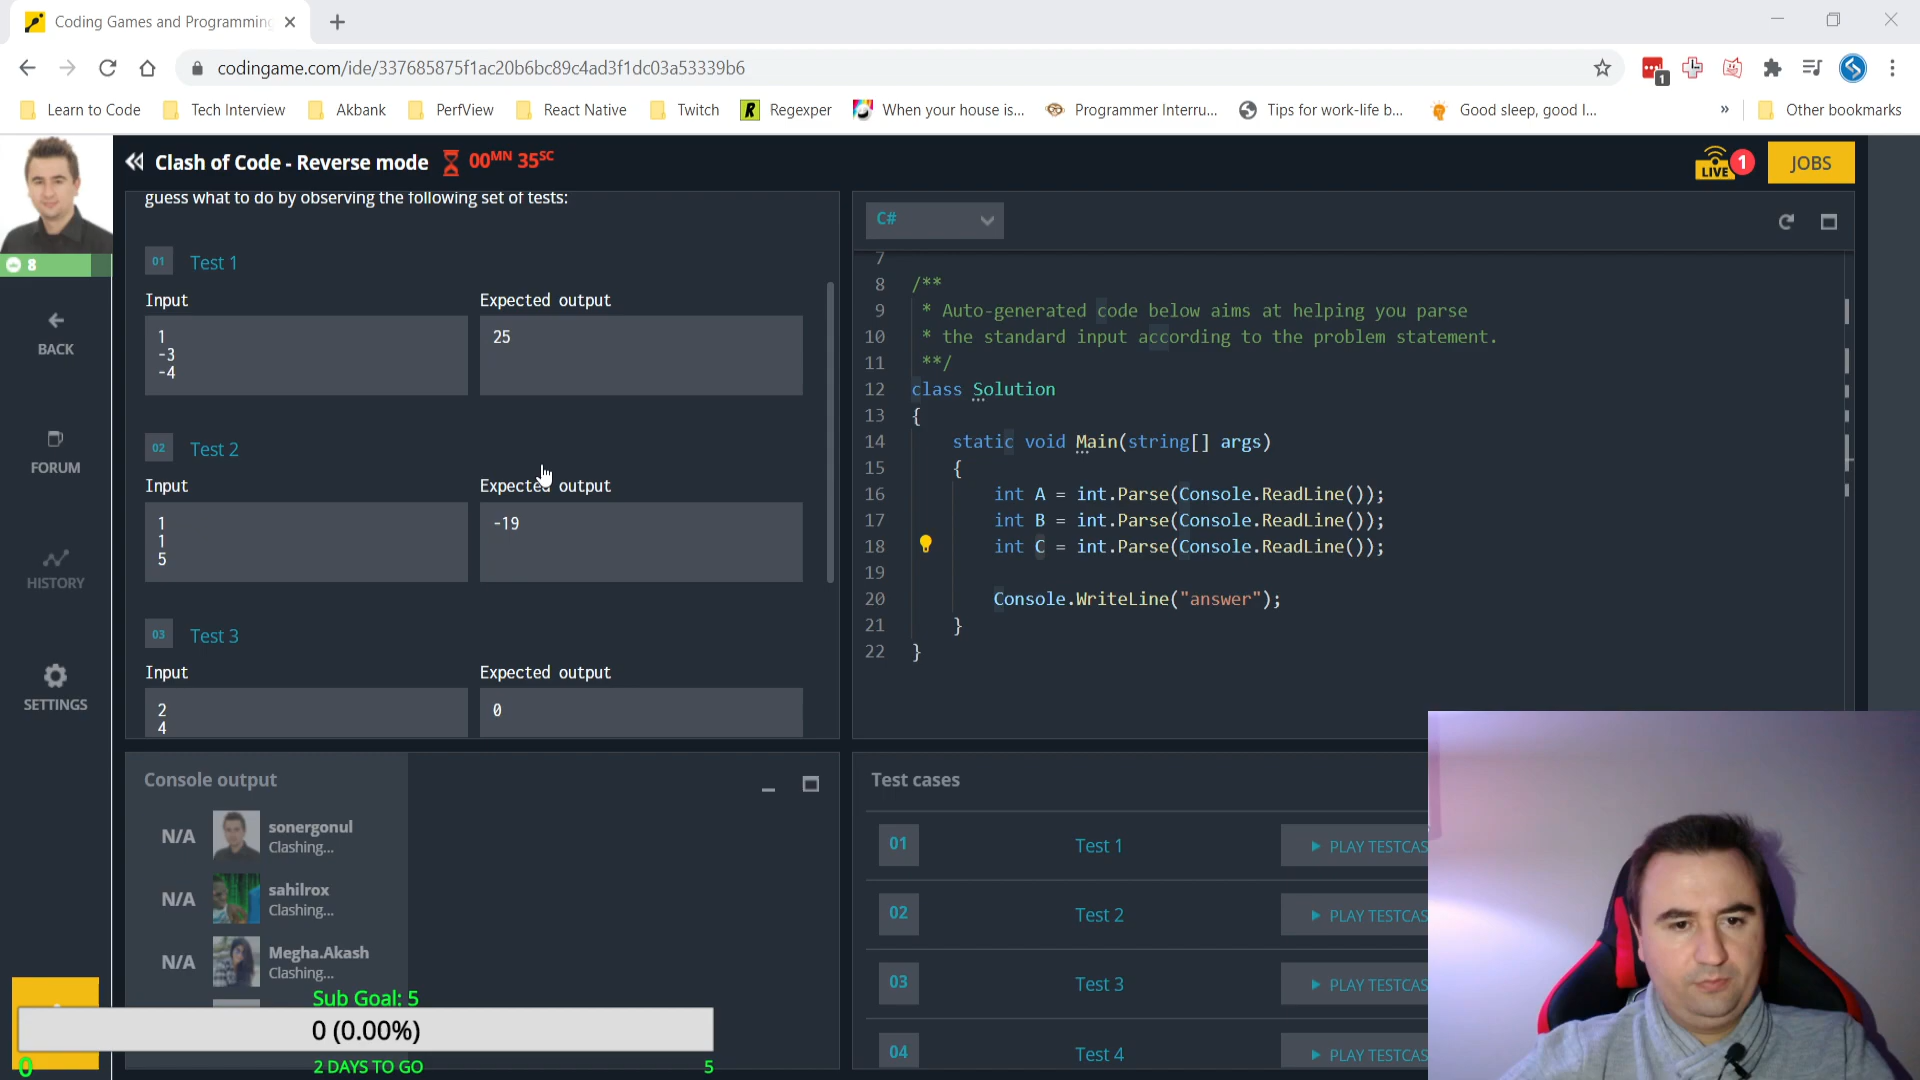 Coding Games and Programming
codingame.com/ide/337685875f1ac20b6bc89c4ad3f1dc03a53339b6
1
Learn to Code
Tech Interview
Akbank
PerfView
React Native
Twitch
R
Regexper
When your house is...
Programmer Interru...
Tips for work-life b...
Good sleep, good l...
»
Other bookmarks
Clash of Code - Reverse mode
00MN 35SC
LIVE
1
JOBS
8
BACK
FORUM
HISTORY
SETTINGS
guess what to do by observing the following set of tests:
01 Test 1
Input
Expected output
1
-3
-4
25
02 Test 2
Input
Expected output
1
1
5
-19
03 Test 3
Input
Expected output
2
4
0
C#
7
8 /**
9 * Auto-generated code below aims at helping you parse
10 * the standard input according to the problem statement.
11 **/
12 class Solution
13 {
14 static void Main(string[] args)
15 {
16 int A = int.Parse(Console.ReadLine());
17 int B = int.Parse(Console.ReadLine());
18 int C = int.Parse(Console.ReadLine());
19
20 Console.WriteLine("answer");
21 }
22 }
Console output
N/A
sonergonul
Clashing...
N/A
sahilrox
Clashing...
N/A
Megha.Akash
Clashing...
Sub Goal: 5
0 (0.00%)
0
2 DAYS TO GO
5
Test cases
01 Test 1 PLAY TESTCAS
02 Test 2 PLAY TESTCAS
03 Test 3 PLAY TESTCAS
04 Test 4 PLAY TESTCAS